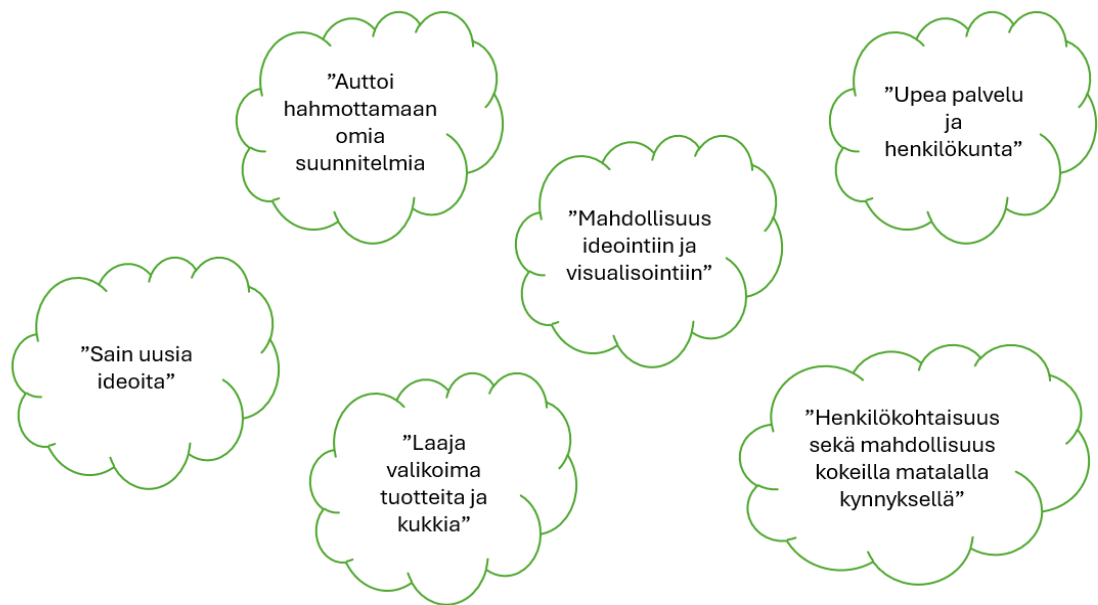 ”Auttoi
hahmottamaan
omia
suunnitelmia
”Upea palvelu
ja
henkilökunta”
”Mahdollisuus
ideointiin ja
visualisointiin”
”Sain uusia
ideoita”
”Laaja
valikoima
tuotteita ja
kukkia”
”Henkilökohtaisuus
sekä mahdollisuus
kokeilla matalalla
kynnyksellä”